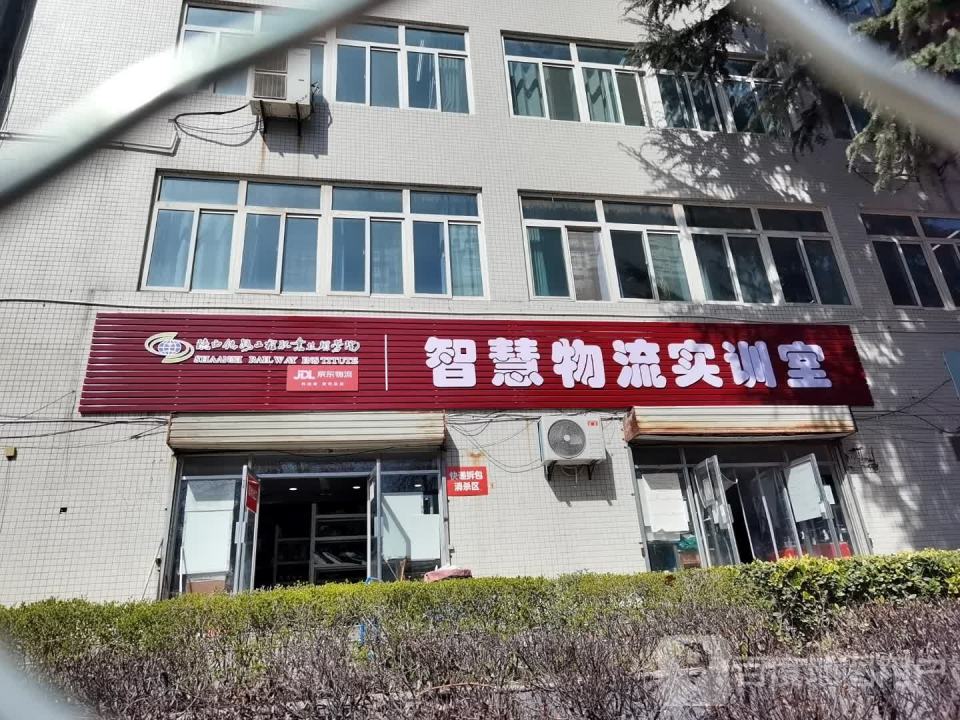 陕西铁路工程职业技术学院
SHAANXI RAILWAY INSTITUTE
JDL 京东物流
智慧物流实训室
快递拆包
消杀区